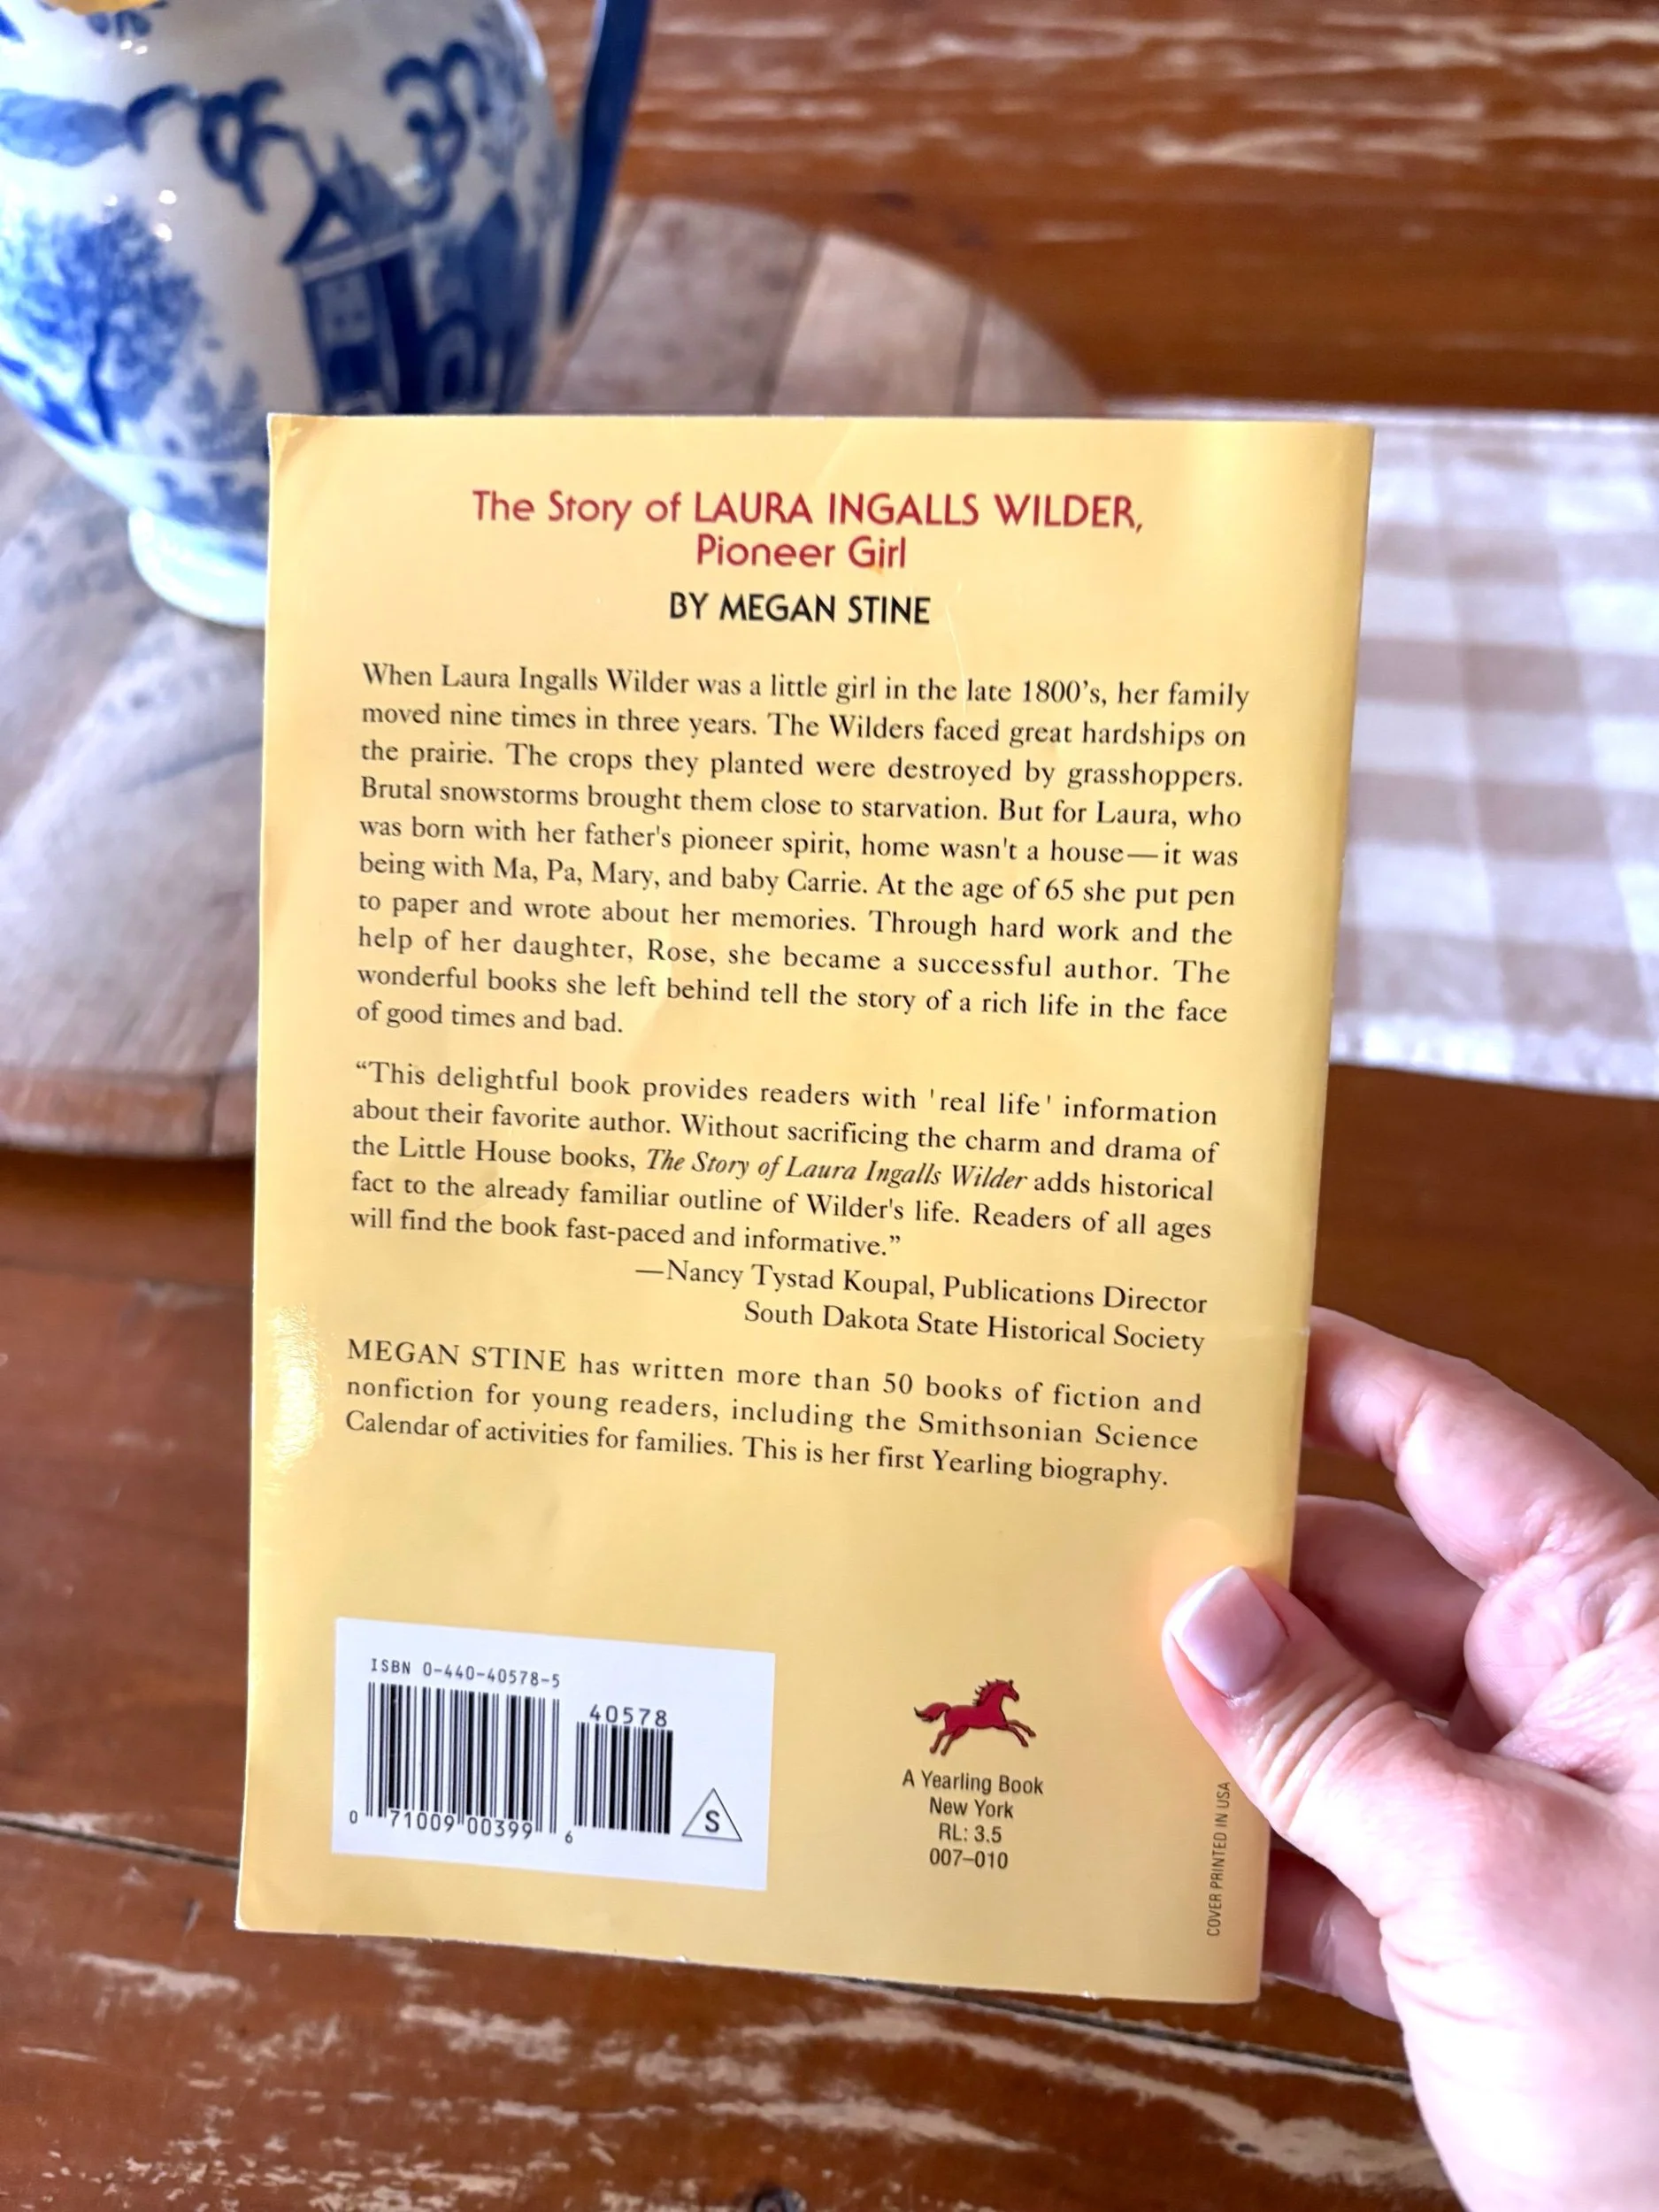 The Story of LAURA INGALLS WILDER,
Pioneer Girl
BY MEGAN STINE
When Laura Ingalls Wilder was a little girl in the late 1800's, her family
moved nine times in three years. The Wilders faced great hardships on
the prairie. The crops they planted were destroyed by grasshoppers.
Brutal snowstorms brought them close to starvation. But for Laura, who
was born with her father's pioneer spirit, home wasn't a house—it was
being with Ma, Pa, Mary, and baby Carrie. At the age of 65 she put pen
to paper and wrote about her memories. Through hard work and the
help of her daughter, Rose, she became a successful author. The
wonderful books she left behind tell the story of a rich life in the face
of good times and bad.
“This delightful book provides readers with 'real life' information
about their favorite author. Without sacrificing the charm and drama of
the Little House books, The Story of Laura Ingalls Wilder adds historical
fact to the already familiar outline of Wilder's life. Readers of all ages
will find the book fast-paced and informative.”
—Nancy Tystad Koupal, Publications Director
South Dakota State Historical Society
MEGAN STINE has written more than 50 books of fiction and
nonfiction for young readers, including the Smithsonian Science
Calendar of activities for families. This is her first Yearling biography.
ISBN 0-440-40578-5
40578
0 71009 00399 6
S
A Yearling Book
New York
RL: 3.5
007–010
COVER PRINTED IN USA